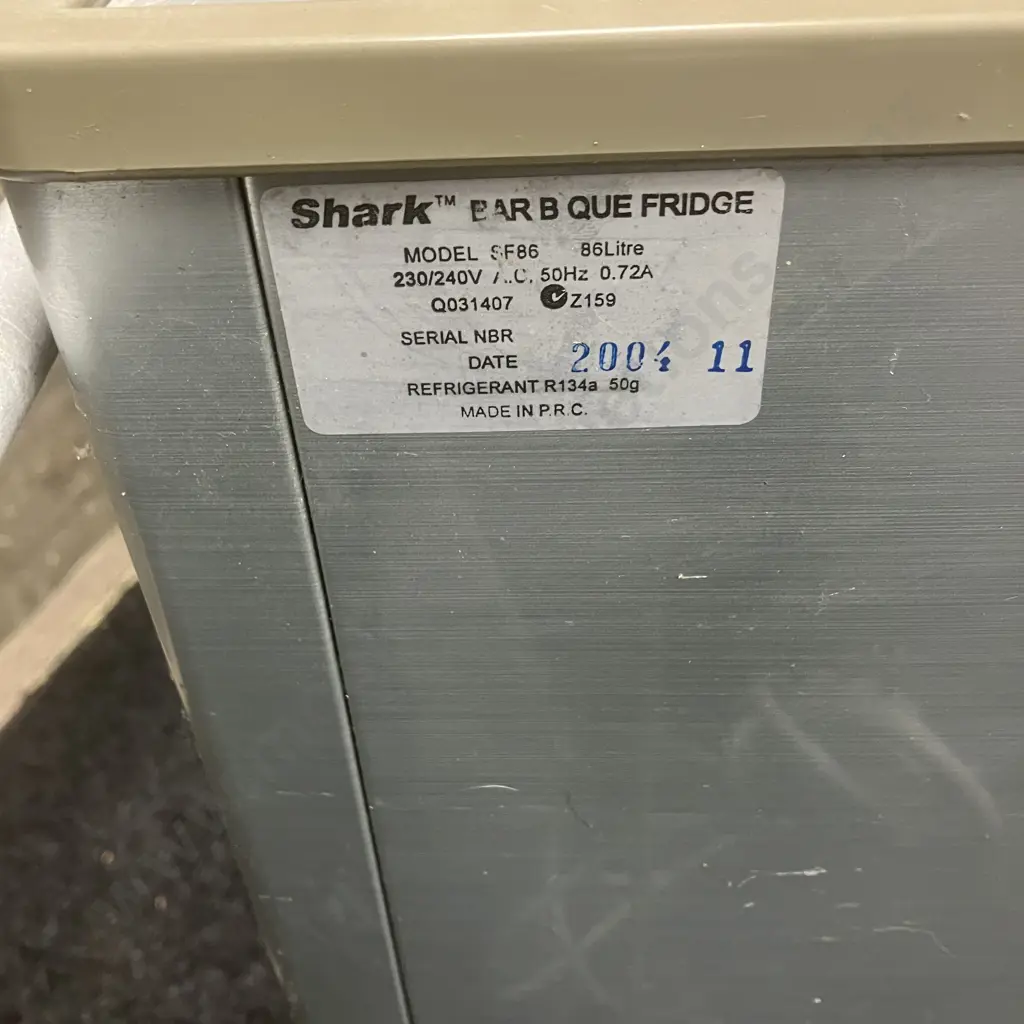 Shark™ BAR B QUE FRIDGE
MODEL SF86 86Litre
230/240V A.C. 50Hz 0.72A
Q031407 Z159
SERIAL NBR
DATE 2004 11
REFRIGERANT R134a 50g
MADE IN P.R.C.